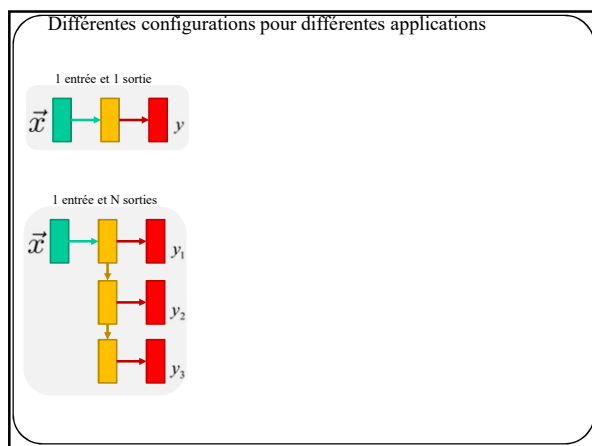 Différentes configurations pour différentes applications
1 entrée et 1 sortie
x⃗ y
1 entrée et N sorties
x⃗ y₁
y₂
y₃